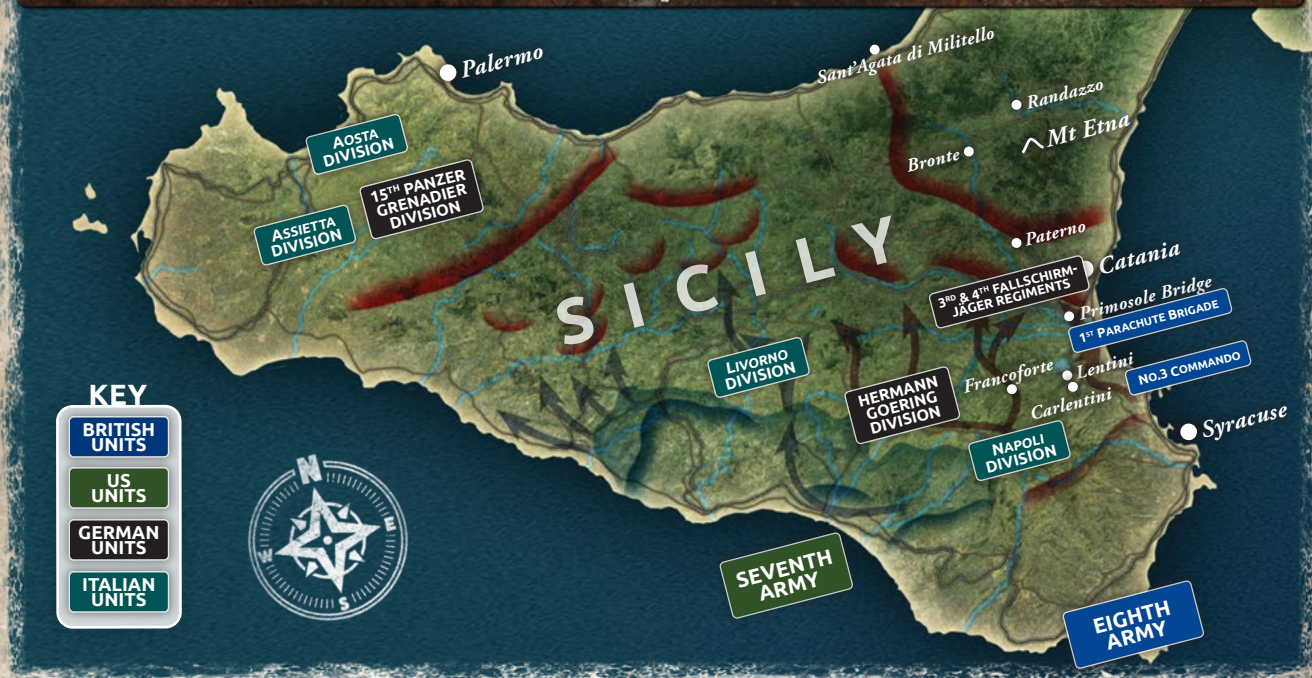 Palermo
Sant'Agata di Militello
Randazzo
Mt Etna
Bronte
AOSTA
DIVISION
15TH PANZER
GRENADIER
DIVISION
ASSIETTA
DIVISION
SICILY
Paterno
Catania
3RD & 4TH FALLSCHIRM-
JÄGER REGIMENTS
Primosole Bridge
1ST PARACHUTE BRIGADE
LIVORNO
DIVISION
HERMANN
GOERING
DIVISION
Francoforte
Lentini
Carlentini
NO.3 COMMANDO
Syracuse
NAPOLI
DIVISION
KEY
BRITISH
UNITS
US
UNITS
GERMAN
UNITS
ITALIAN
UNITS
N
E
W
S
SEVENTH
ARMY
EIGHTH
ARMY